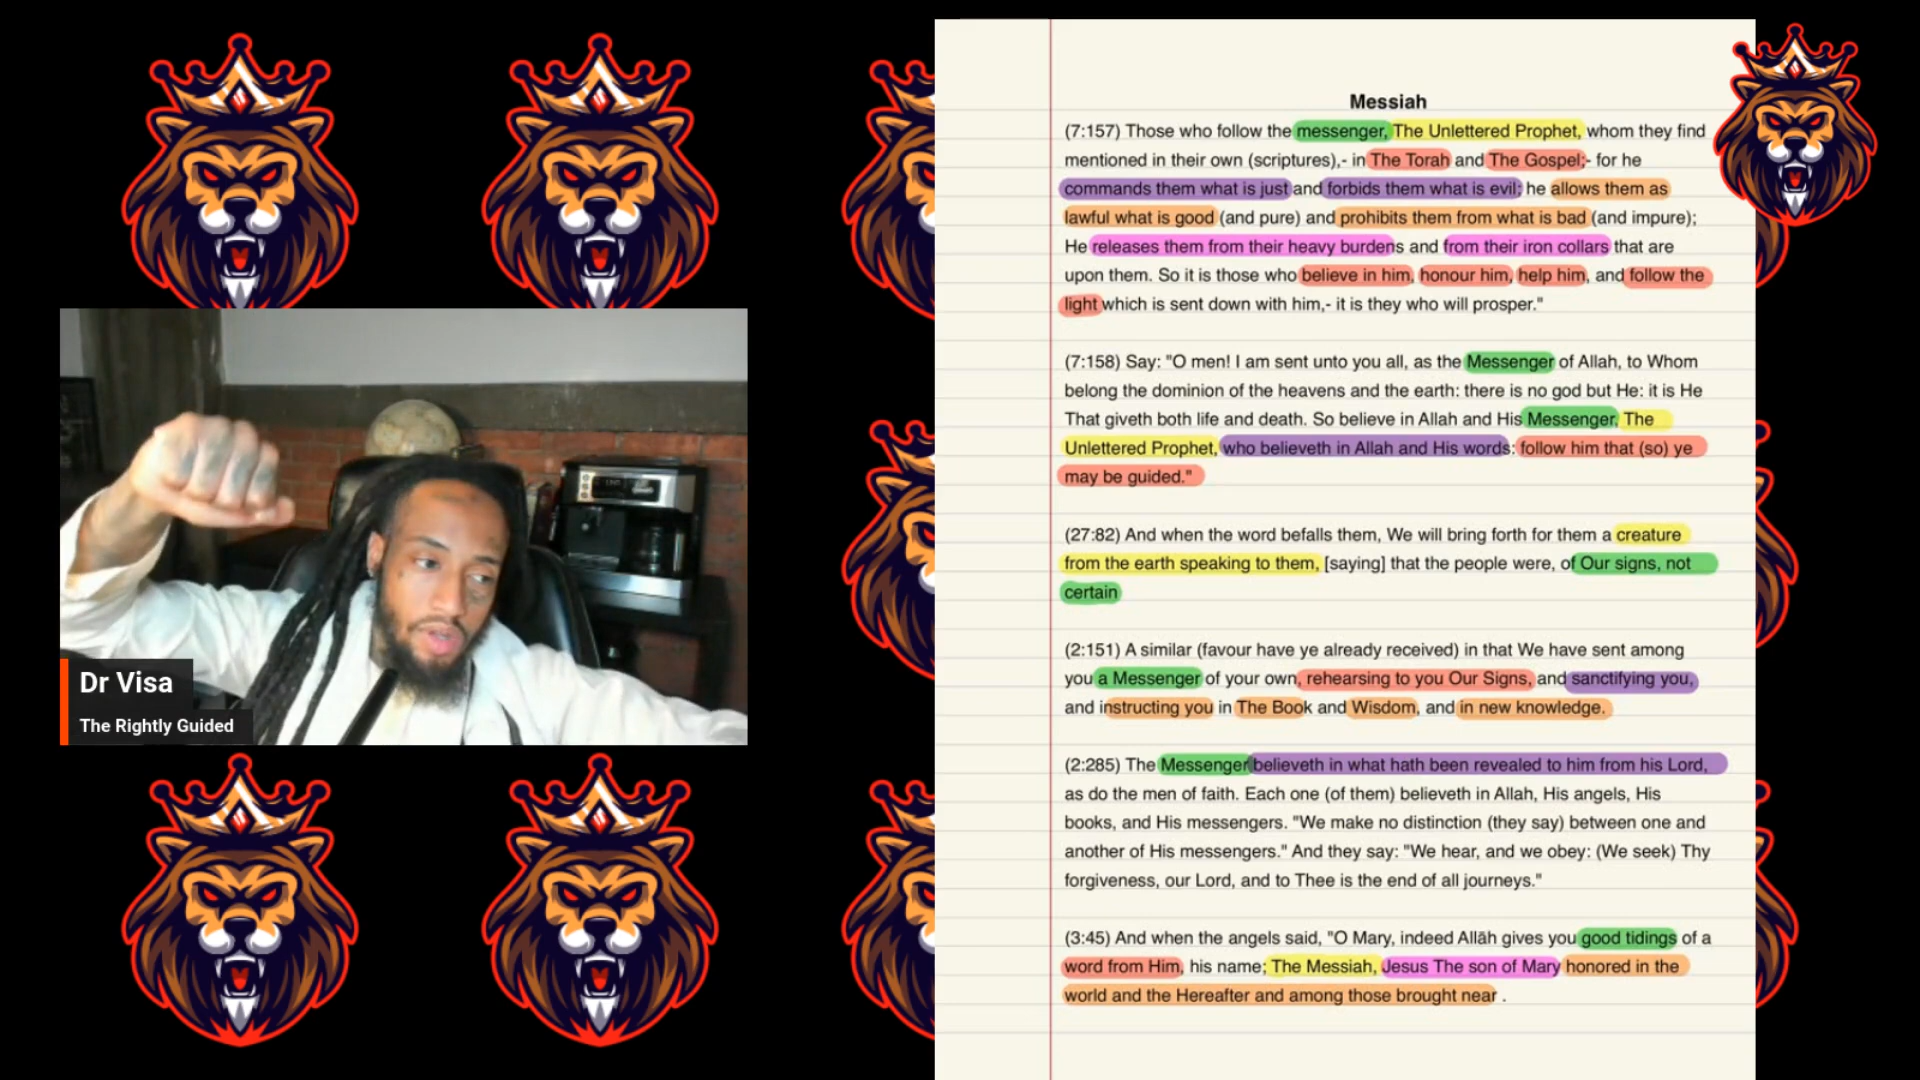 Messiah
(7:157) Those who follow the messenger, The Unlettered Prophet, whom they find
mentioned in their own (scriptures),- in The Torah and The Gospel;- for he
commands them what is just and forbids them what is evil; he allows them as
lawful what is good (and pure) and prohibits them from what is bad (and impure);
He releases them from their heavy burdens and from their iron collars that are
upon them. So it is those who believe in him, honour him, help him, and follow the
light which is sent down with him,- it is they who will prosper."
(7:158) Say: "O men! I am sent unto you all, as the Messenger of Allah, to Whom
belong the dominion of the heavens and the earth: there is no god but He: it is He
That giveth both life and death. So believe in Allah and His Messenger, The
Unlettered Prophet, who believeth in Allah and His words: follow him that (so) ye
may be guided."
(27:82) And when the word befalls them, We will bring forth for them a creature
from the earth speaking to them, [saying] that the people were, of Our signs, not
certain
(2:151) A similar (favour have ye already received) in that We have sent among
you a Messenger of your own, rehearsing to you Our Signs, and sanctifying you,
and instructing you in The Book and Wisdom, and in new knowledge.
(2:285) The Messenger believeth in what hath been revealed to him from his Lord,
as do the men of faith. Each one (of them) believeth in Allah, His angels, His
books, and His messengers. "We make no distinction (they say) between one and
another of His messengers." And they say: "We hear, and we obey: (We seek) Thy
forgiveness, our Lord, and to Thee is the end of all journeys."
(3:45) And when the angels said, "O Mary, indeed Allāh gives you good tidings of a
word from Him, his name; The Messiah, Jesus The son of Mary honored in the
world and the Hereafter and among those brought near .
Dr Visa
The Rightly Guided